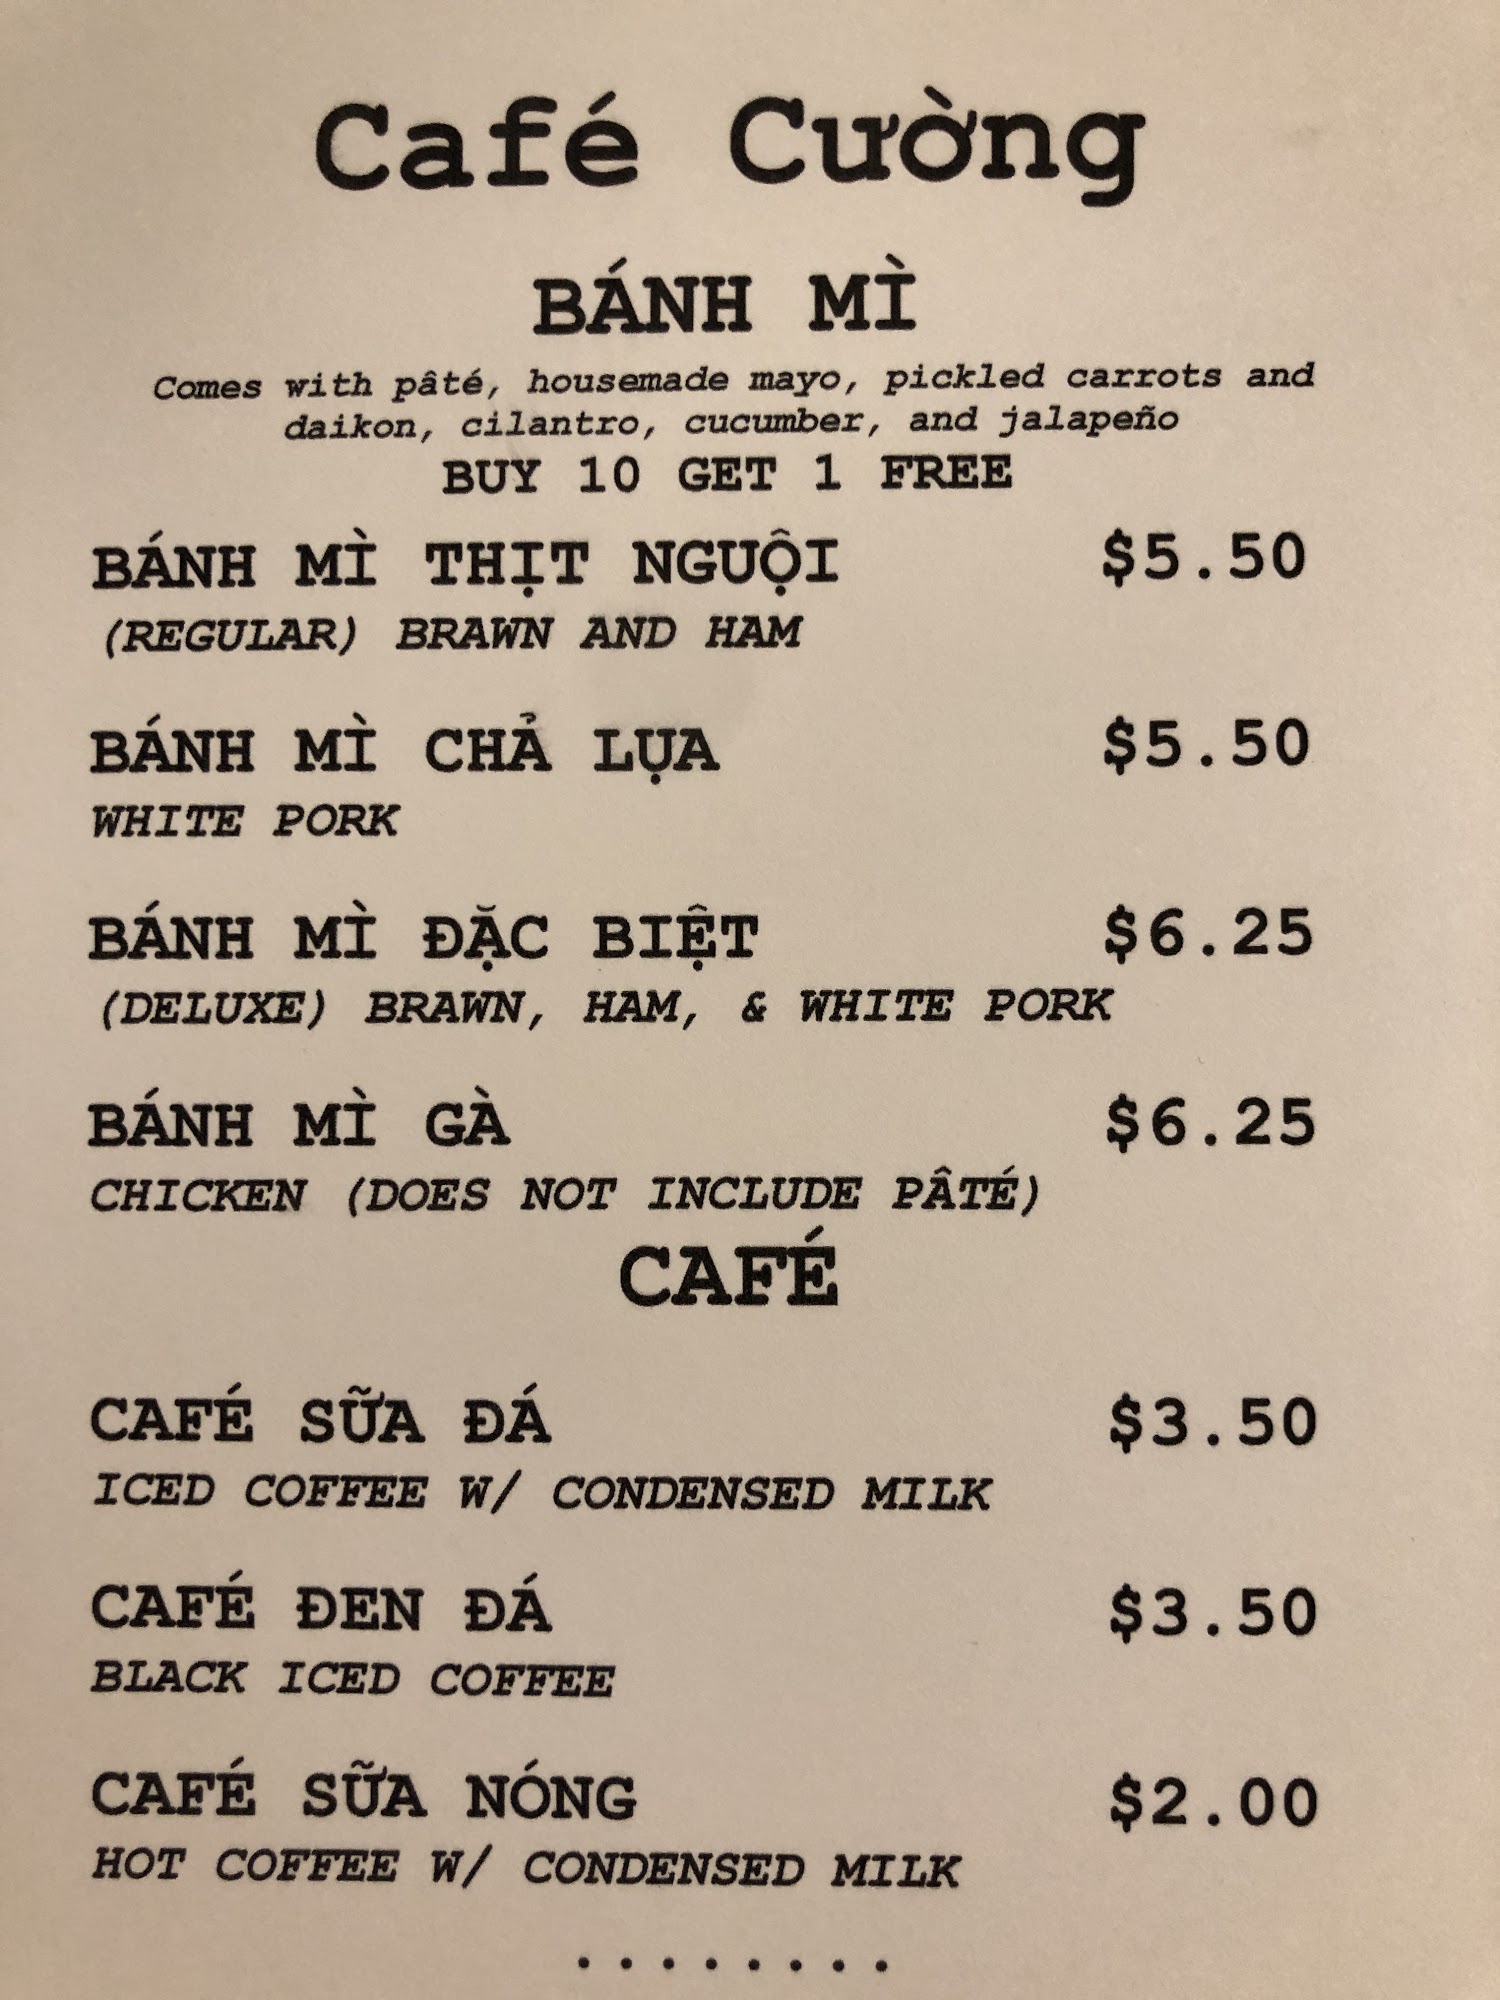 Café Cường
BÁNH MÌ
Comes with pâté, housemade mayo, pickled carrots and
daikon, cilantro, cucumber, and jalapeño
BUY 10 GET 1 FREE
BÁNH MÌ THỊT NGUỘI $5.50
(REGULAR) BRAWN AND HAM
BÁNH MÌ CHẢ LỤA $5.50
WHITE PORK
BÁNH MÌ ĐẶC BIỆT $6.25
(DELUXE) BRAWN, HAM, & WHITE PORK
BÁNH MÌ GÀ $6.25
CHICKEN (DOES NOT INCLUDE PÂTÉ)
CAFÉ
CAFÉ SỮA ĐÁ $3.50
ICED COFFEE W/ CONDENSED MILK
CAFÉ ĐEN ĐÁ $3.50
BLACK ICED COFFEE
CAFÉ SỮA NÓNG $2.00
HOT COFFEE W/ CONDENSED MILK
........